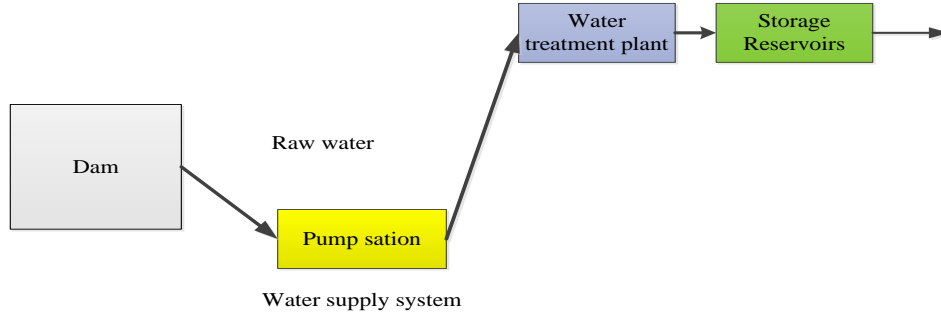 Water
treatment plant
Storage
Reservoirs
Raw water
Dam
Pump sation
Water supply system